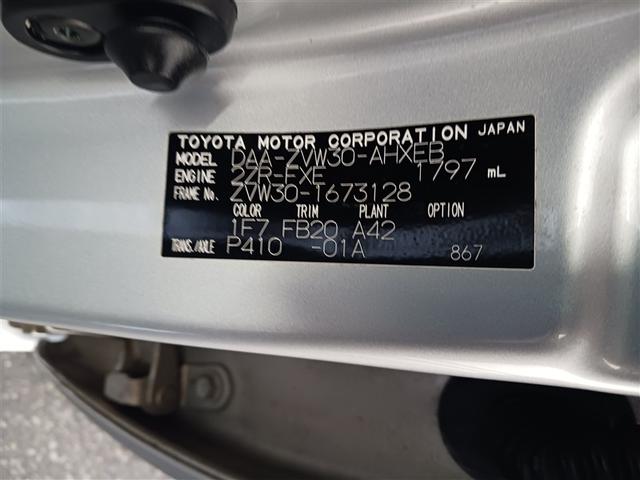 TOYOTA MOTOR CORPORATION JAPAN
MODEL DAA-ZVW30-AHXEB
ENGINE 2ZR-FXE 1797 mL
FRAME No. ZVW30-1673128
COLOR TRIM PLANT OPTION
1F7 FB20 A42
TRANS./AXLE P410 -01A 867